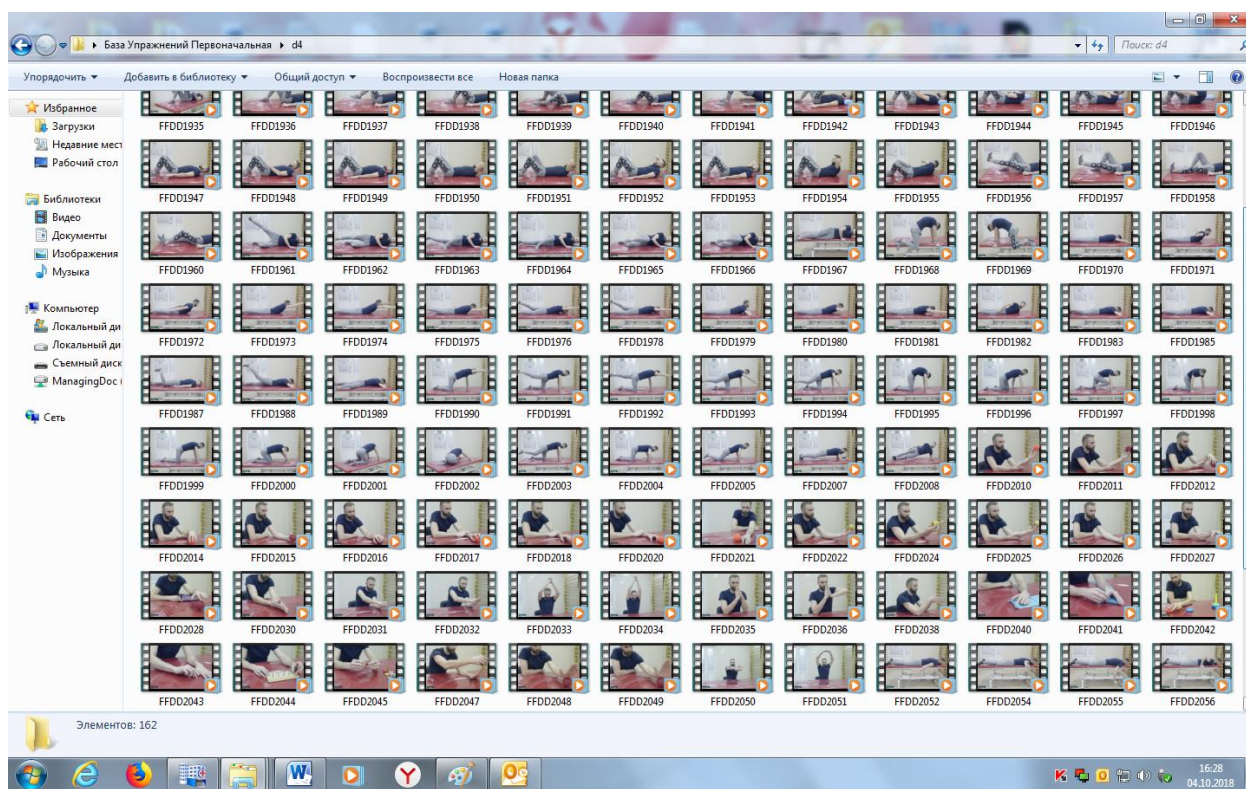 База Упражнений Первоначальная ▸ d4
Поиск: d4
Упорядочить Добавить в библиотеку Общий доступ Воспроизвести все Новая папка
Избранное
Загрузки
Недавние мест
Рабочий стол
Библиотеки
Видео
Документы
Изображения
Музыка
Компьютер
Локальный ди
Локальный ди
Съемный диск
ManagingDoc (
Сеть
FFDD1935 FFDD1936 FFDD1937 FFDD1938 FFDD1939 FFDD1940 FFDD1941 FFDD1942 FFDD1943 FFDD1944 FFDD1945 FFDD1946
FFDD1947 FFDD1948 FFDD1949 FFDD1950 FFDD1951 FFDD1952 FFDD1953 FFDD1954 FFDD1955 FFDD1956 FFDD1957 FFDD1958
FFDD1960 FFDD1961 FFDD1962 FFDD1963 FFDD1964 FFDD1965 FFDD1966 FFDD1967 FFDD1968 FFDD1969 FFDD1970 FFDD1971
FFDD1972 FFDD1973 FFDD1974 FFDD1975 FFDD1976 FFDD1978 FFDD1979 FFDD1980 FFDD1981 FFDD1982 FFDD1983 FFDD1985
FFDD1987 FFDD1988 FFDD1989 FFDD1990 FFDD1991 FFDD1992 FFDD1993 FFDD1994 FFDD1995 FFDD1996 FFDD1997 FFDD1998
FFDD1999 FFDD2000 FFDD2001 FFDD2002 FFDD2003 FFDD2004 FFDD2005 FFDD2007 FFDD2008 FFDD2010 FFDD2011 FFDD2012
FFDD2014 FFDD2015 FFDD2016 FFDD2017 FFDD2018 FFDD2020 FFDD2021 FFDD2022 FFDD2024 FFDD2025 FFDD2026 FFDD2027
FFDD2028 FFDD2030 FFDD2031 FFDD2032 FFDD2033 FFDD2034 FFDD2035 FFDD2036 FFDD2038 FFDD2040 FFDD2041 FFDD2042
FFDD2043 FFDD2044 FFDD2045 FFDD2047 FFDD2048 FFDD2049 FFDD2050 FFDD2051 FFDD2052 FFDD2054 FFDD2055 FFDD2056
Элементов: 162
16:28
04.10.2018